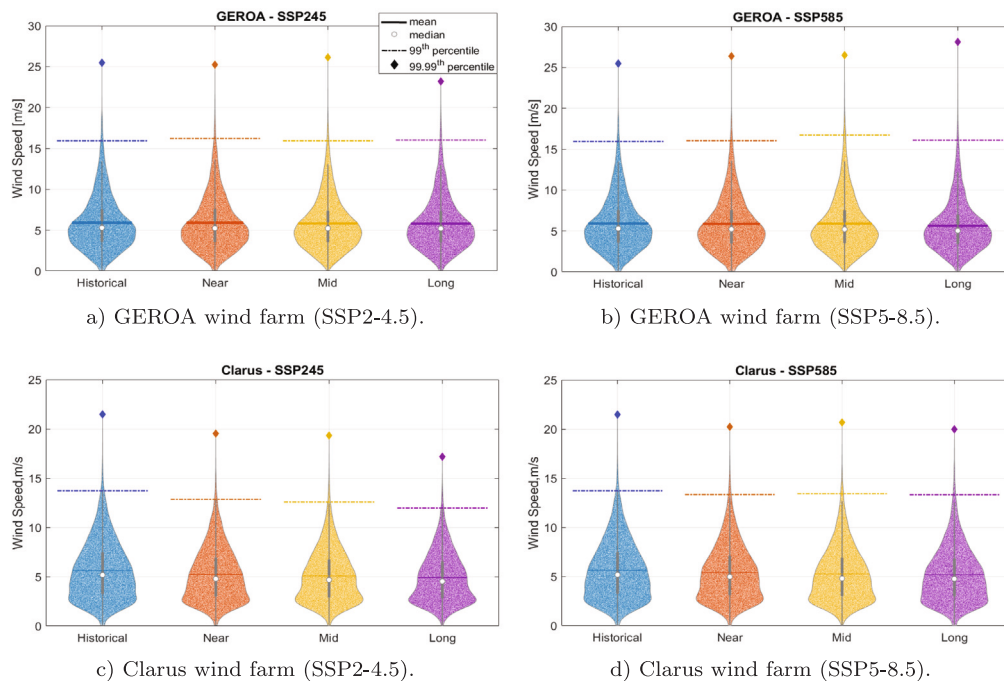 GEROA - SSP245
mean
median
99th percentile
99.99th percentile
Wind Speed [m/s]
30
25
20
15
10
5
0
Historical Near Mid Long
a) GEROA wind farm (SSP2-4.5).
GEROA - SSP585
Wind Speed [m/s]
30
25
20
15
10
5
0
Historical Near Mid Long
b) GEROA wind farm (SSP5-8.5).
Clarus - SSP245
Wind Speed,m/s
25
20
15
10
5
0
Historical Near Mid Long
c) Clarus wind farm (SSP2-4.5).
Clarus - SSP585
Wind Speed,m/s
25
20
15
10
5
0
Historical Near Mid Long
d) Clarus wind farm (SSP5-8.5).